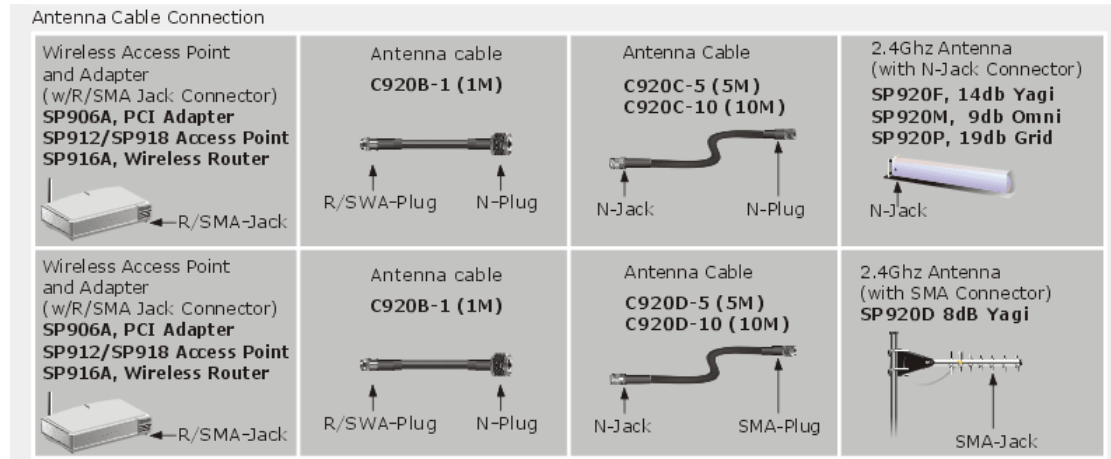 Antenna Cable Connection
Wireless Access Point
and Adapter
(w/R/SMA Jack Connector)
SP906A, PCI Adapter
SP912/SP918 Access Point
SP916A, Wireless Router
R/SMA-Jack
Antenna cable
C920B-1 (1M)
R/SWA-Plug
N-Plug
Antenna Cable
C920C-5 (5M)
C920C-10 (10M)
N-Jack
N-Plug
2.4Ghz Antenna
(with N-Jack Connector)
SP920F, 14db Yagi
SP920M, 9db Omni
SP920P, 19db Grid
N-Jack
Wireless Access Point
and Adapter
(w/R/SMA Jack Connector)
SP906A, PCI Adapter
SP912/SP918 Access Point
SP916A, Wireless Router
R/SMA-Jack
Antenna cable
C920B-1 (1M)
R/SWA-Plug
N-Plug
Antenna Cable
C920D-5 (5M)
C920D-10 (10M)
N-Jack
SMA-Plug
2.4Ghz Antenna
(with SMA Connector)
SP920D 8dB Yagi
SMA-Jack